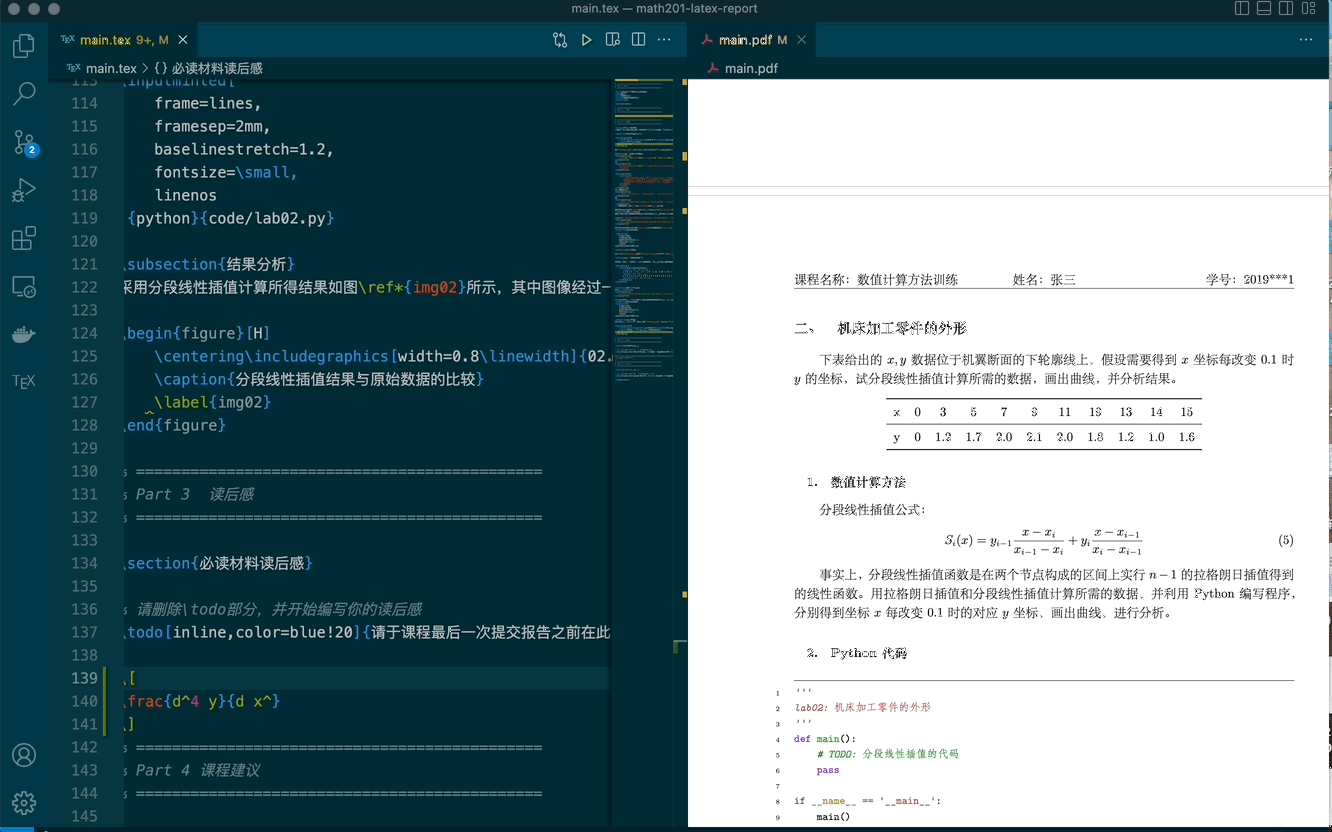 main.tex — math201-latex-report
TEX main.tex 9+, M
main.pdf M
TEX main.tex > {} 必读材料读后感
main.pdf
2
TEX
113 \inputminted[
114 frame=lines,
115 framesep=2mm,
116 baselinestretch=1.2,
117 fontsize=\small,
118 linenos
119 {python}{code/lab02.py}
120
121 \subsection{结果分析}
122 采用分段线性插值计算所得结果如图\ref*{img02}所示，其中图像经过一
123
124 \begin{figure}[H]
125 \centering\includegraphics[width=0.8\linewidth]{02.
126 \caption{分段线性插值结果与原始数据的比较}
127 \label{img02}
128 \end{figure}
129
130 % ============================================
131 % Part 3 读后感
132 % ============================================
133
134 \section{必读材料读后感}
135
136 % 请删除\todo部分，并开始编写你的读后感
137 \todo[inline,color=blue!20]{请于课程最后一次提交报告之前在此
138
139 \[
140 \frac{d^4 y}{d x^}
141 \]
142 % ============================================
143 % Part 4 课程建议
144 % ============================================
145
课程名称：数值计算方法训练 姓名：张三 学号：2019***1
二、 机床加工零件的外形
下表给出的 x, y 数据位于机翼断面的下轮廓线上，假设需要得到 x 坐标每改变 0.1 时
y 的坐标，试分段线性插值计算所需的数据，画出曲线，并分析结果。
x 0 3 5 7 9 11 19 13 14 15
y 0 1.2 1.7 2.0 2.1 2.0 1.8 1.2 1.0 1.6
1. 数值计算方法
分段线性插值公式：
S_i(x) = y_{i−1} \frac{x − x_i}{x_{i−1} − x_i} + y_i \frac{x − x_{i−1}}{x_i − x_{i−1}} (5)
事实上，分段线性插值函数是在两个节点构成的区间上实行 n − 1 的拉格朗日插值得到
的线性函数。用拉格朗日插值和分段线性插值计算所需的数据，并利用 Python 编写程序，
分别得到坐标 x 每改变 0.1 时的对应 y 坐标，画出曲线，进行分析。
2. Python 代码
1 '''
2 lab02: 机床加工零件的外形
3 '''
4 def main():
5 # TODO: 分段线性插值的代码
6 pass
7
8 if __name__ == '__main__':
9 main()